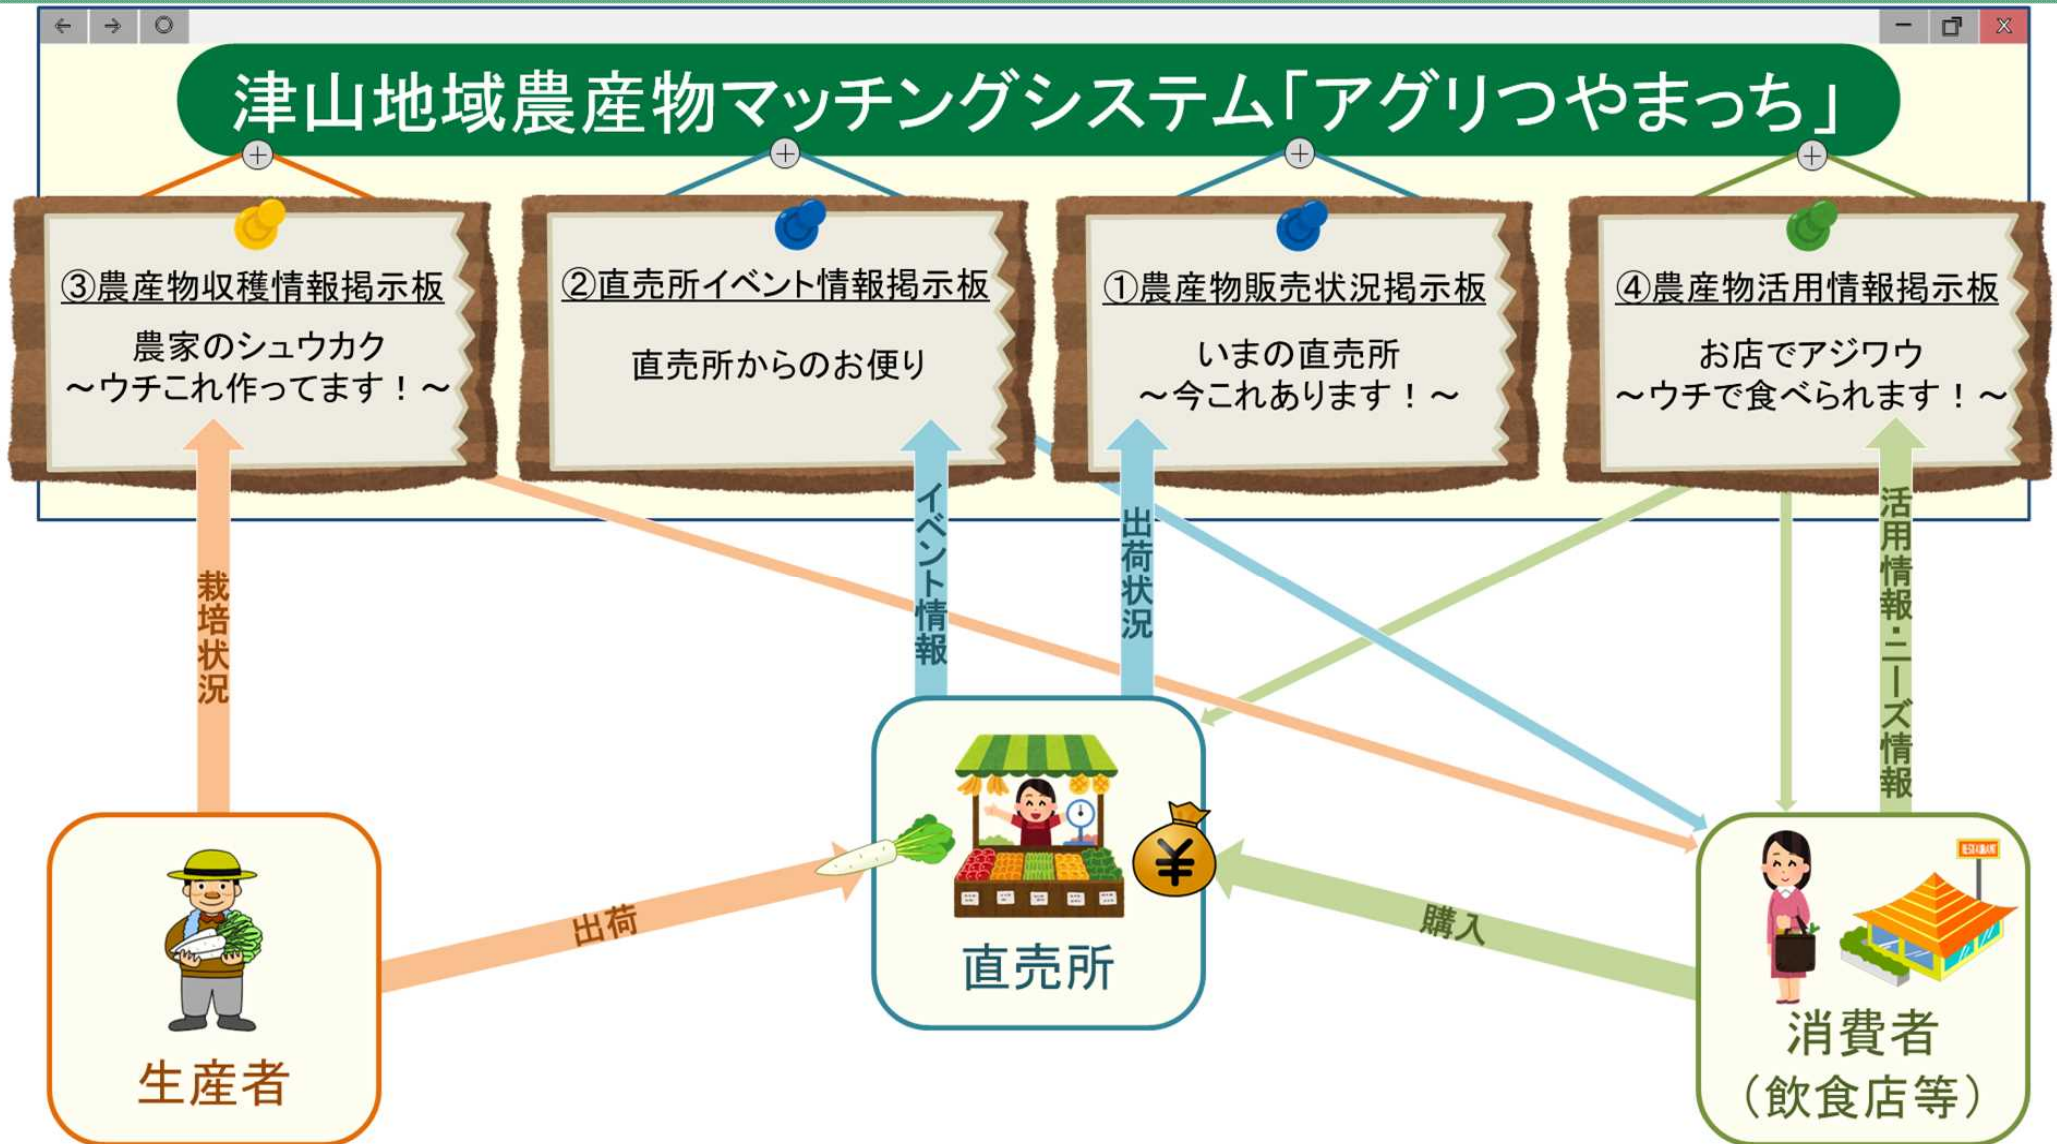 津山地域農産物マッチングシステム「アグリつやまっち」
③農産物収穫情報掲示板
農家のシュウカク
～ウチこれ作ってます！～
②直売所イベント情報掲示板
直売所からのお便り
①農産物販売状況掲示板
いまの直売所
～今これあります！～
④農産物活用情報掲示板
お店でアジワウ
～ウチで食べられます！～
栽培状況
イベント情報
出荷状況
活用情報・ニーズ情報
出荷
購入
¥
RESTAURANT
直売所
生産者
消費者
（飲食店等）